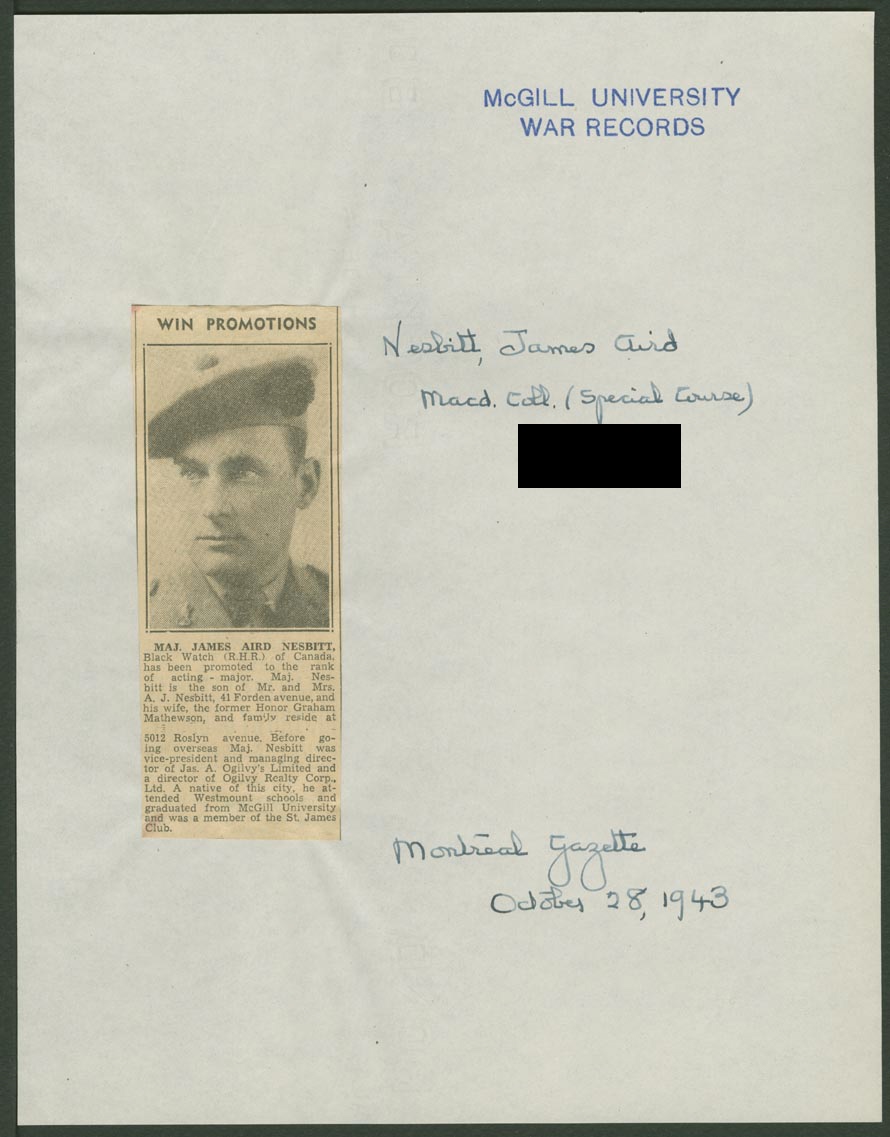 McGILL UNIVERSITY
WAR RECORDS
WIN PROMOTIONS
Nesbitt, James Aird
Macd. Coll. (Special Course)
MAJ. JAMES AIRD NESBITT,
Black Watch (R.H.R.) of Canada,
has been promoted to the rank
of acting - major. Maj. Nes-
bitt is the son of Mr. and Mrs.
A. J. Nesbitt, 41 Forden avenue, and
his wife, the former Honor Graham
Mathewson, and family reside at
5012 Roslyn avenue. Before go-
ing overseas Maj. Nesbitt was
vice-president and managing direc-
tor of Jas. A. Ogilvy's Limited and
a director of Ogilvy Realty Corp.,
Ltd. A native of this city, he at-
tended Westmount schools and
graduated from McGill University
and was a member of the St. James
Club.
Montreal Gazette
October 28, 1943